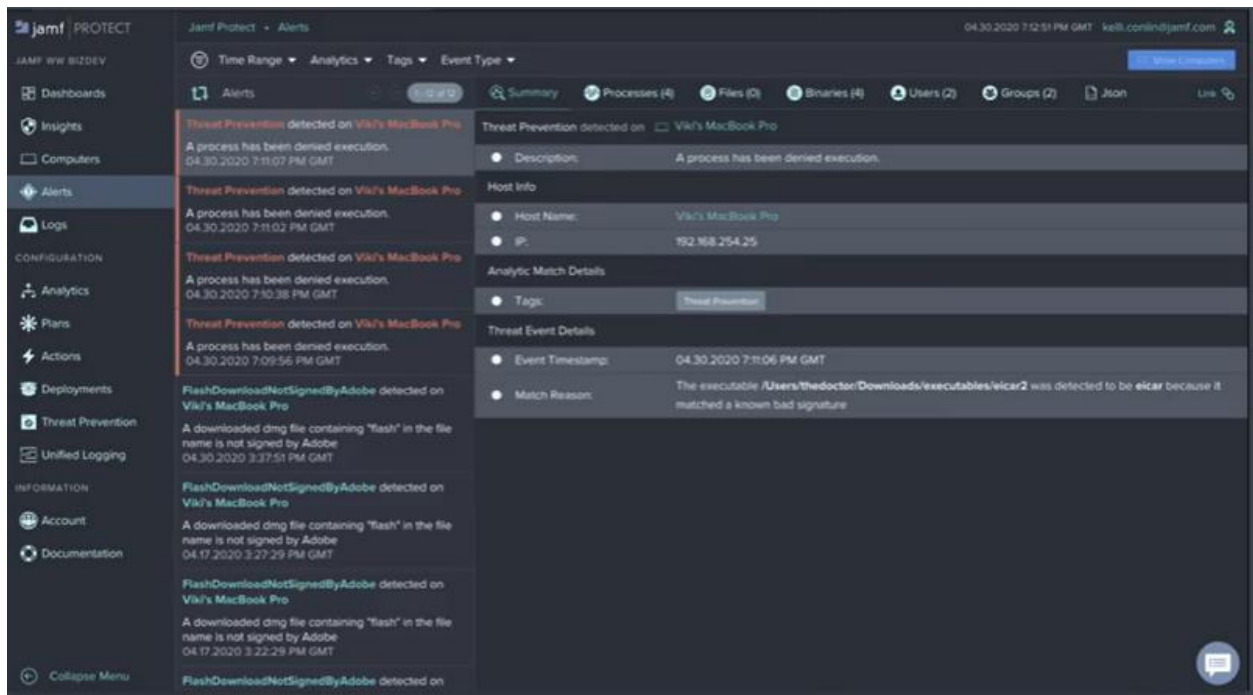 jamf PROTECT
Jamf Protect • Alerts
04.30.2020 7:12:51 PM GMT kelli.conlin@jamf.com
JAMF WW BIZDEV
Time Range Analytics Tags Event Type
Show Computers
Dashboards
Insights
Computers
Alerts
Logs
CONFIGURATION
Analytics
Plans
Actions
Deployments
Threat Prevention
Unified Logging
INFORMATION
Account
Documentation
Collapse Menu
Alerts
Threat Prevention detected on Viki's MacBook Pro
A process has been denied execution.
04.30.2020 7:11:07 PM GMT
Threat Prevention detected on Viki's MacBook Pro
A process has been denied execution.
04.30.2020 7:11:02 PM GMT
Threat Prevention detected on Viki's MacBook Pro
A process has been denied execution.
04.30.2020 7:10:38 PM GMT
Threat Prevention detected on Viki's MacBook Pro
A process has been denied execution.
04.30.2020 7:09:56 PM GMT
FlashDownloadNotSignedByAdobe detected on
Viki's MacBook Pro
A downloaded dmg file containing "flash" in the file
name is not signed by Adobe
04.30.2020 3:37:51 PM GMT
FlashDownloadNotSignedByAdobe detected on
Viki's MacBook Pro
A downloaded dmg file containing "flash" in the file
name is not signed by Adobe
04.17.2020 3:27:29 PM GMT
FlashDownloadNotSignedByAdobe detected on
Viki's MacBook Pro
A downloaded dmg file containing "flash" in the file
name is not signed by Adobe
04.17.2020 3:22:29 PM GMT
FlashDownloadNotSignedByAdobe detected on
Summary Processes (4) Files (0) Binaries (4) Users (2) Groups (2) Json Link
Threat Prevention detected on Viki's MacBook Pro
Description: A process has been denied execution.
Host Info
Host Name: Viki's MacBook Pro
IP: 192.168.254.25
Analytic Match Details
Tags: Threat Prevention
Threat Event Details
Event Timestamp: 04.30.2020 7:11:06 PM GMT
Match Reason: The executable /Users/thedoctor/Downloads/executables/eicar2 was detected to be eicar because it
matched a known bad signature